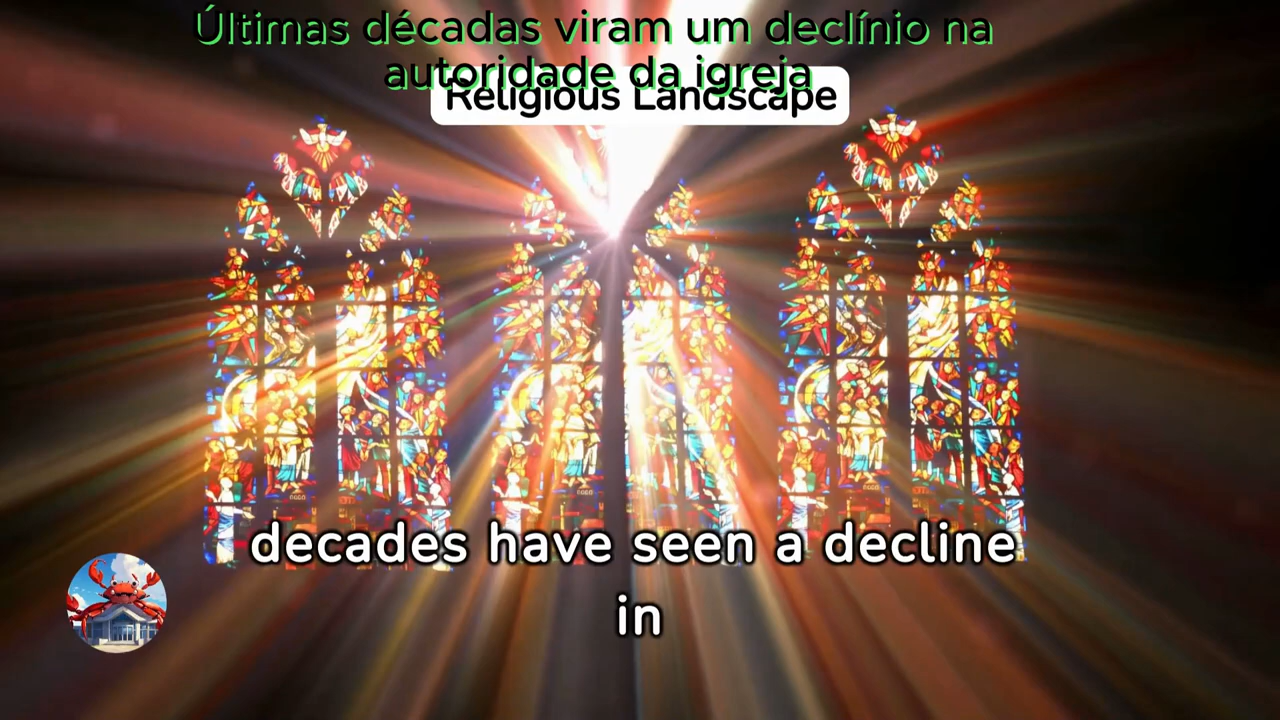 Últimas décadas viram um declínio na
autoridade da igreja
Religious Landscape
decades have seen a decline
in